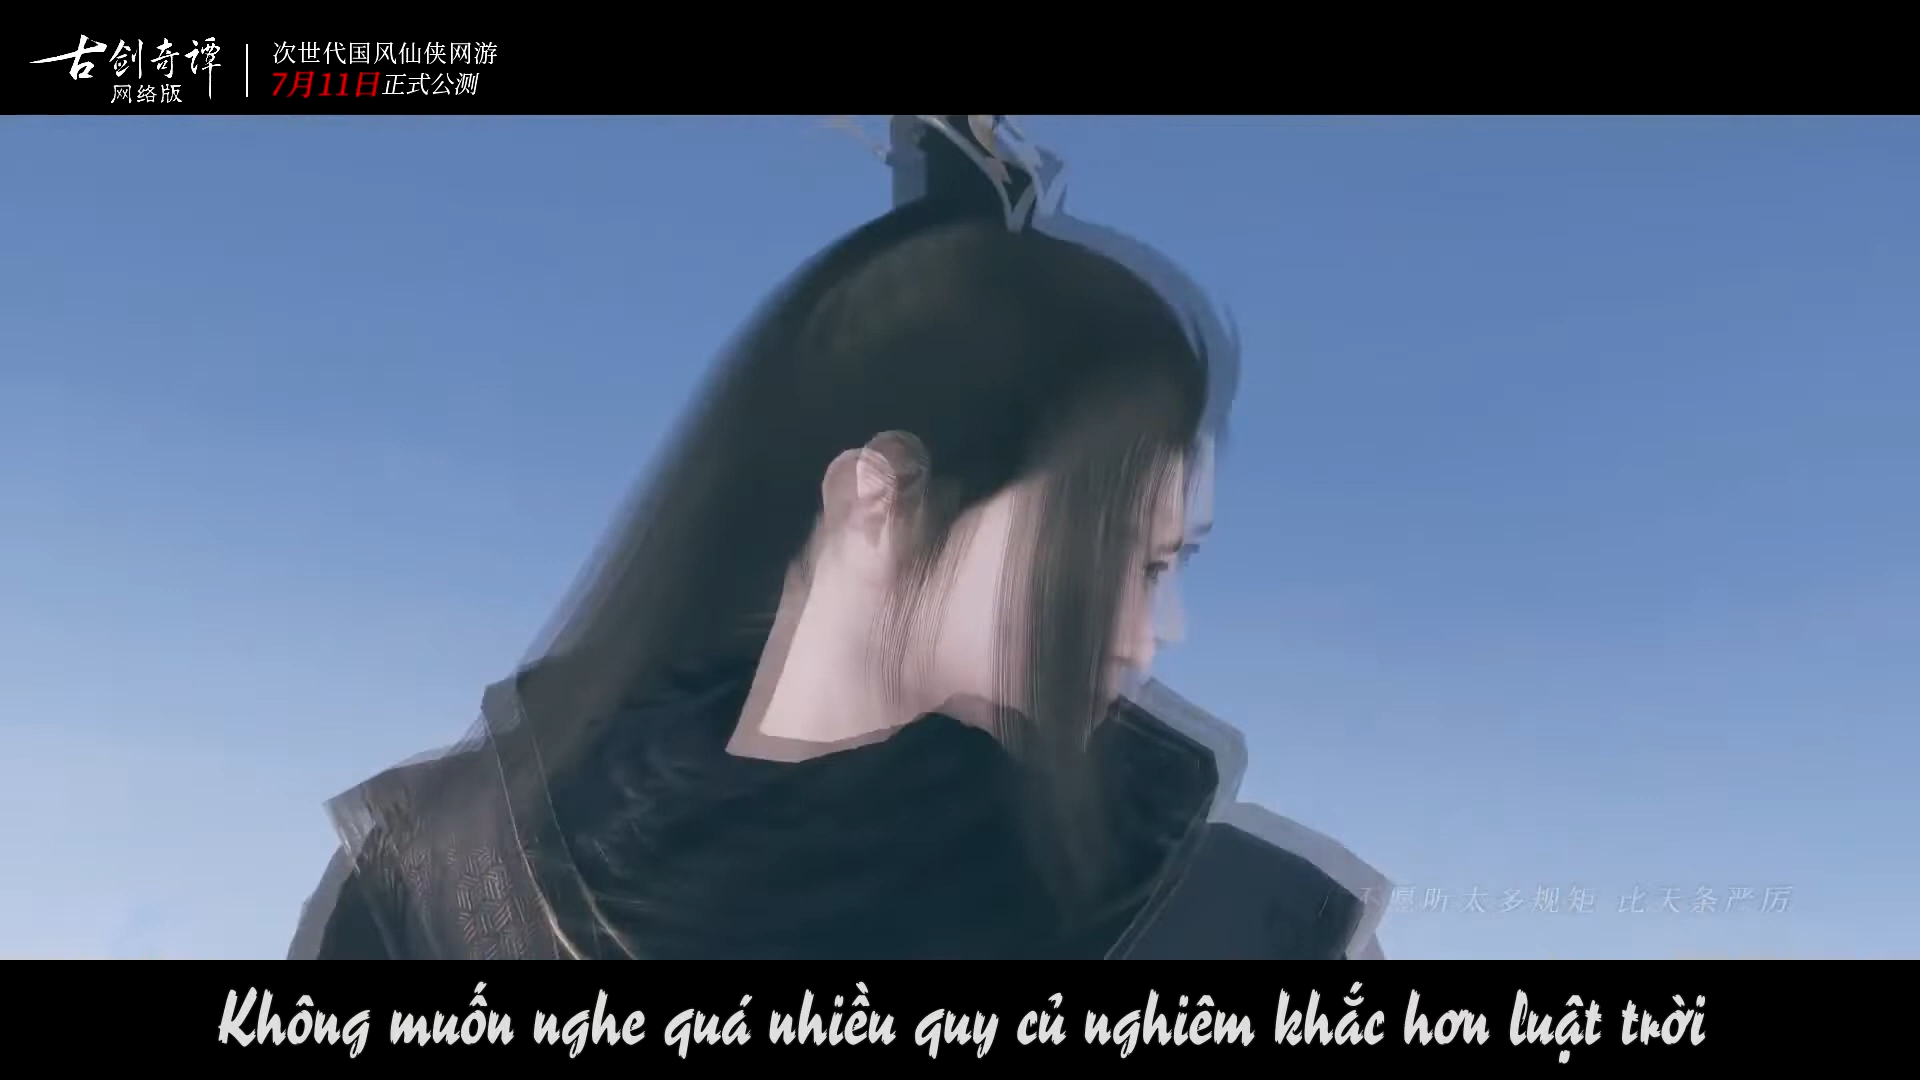 古剑奇谭
网络版
次世代国风仙侠网游
7月11日正式公测
不愿听太多规矩 比天条严厉
Không muốn nghe quá nhiều quy củ nghiêm khắc hơn luật trời